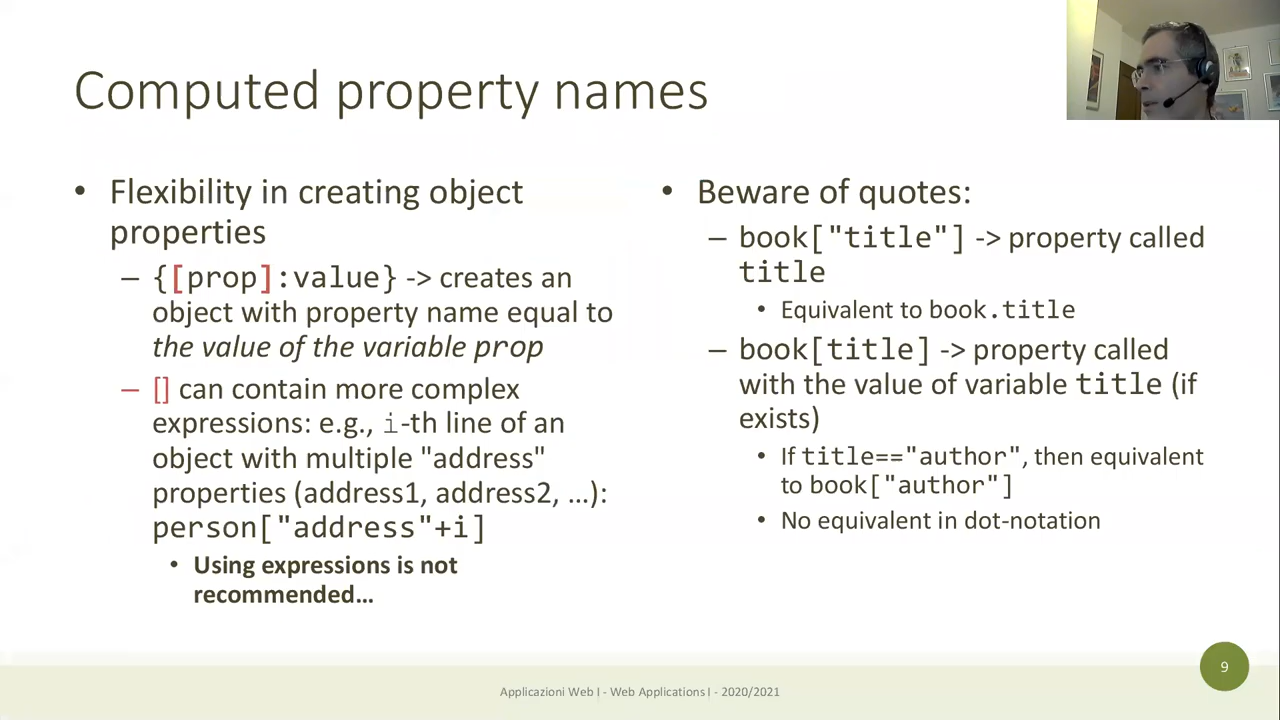 Computed property names
• Flexibility in creating object
properties
– {[prop]:value} -> creates an
object with property name equal to
the value of the variable prop
– [] can contain more complex
expressions: e.g., i-th line of an
object with multiple "address"
properties (address1, address2, …):
person["address"+i]
• Using expressions is not
recommended…
• Beware of quotes:
– book["title"] -> property called
title
• Equivalent to book.title
– book[title] -> property called
with the value of variable title (if
exists)
• If title=="author", then equivalent
to book["author"]
• No equivalent in dot-notation
Applicazioni Web I - Web Applications I - 2020/2021
9